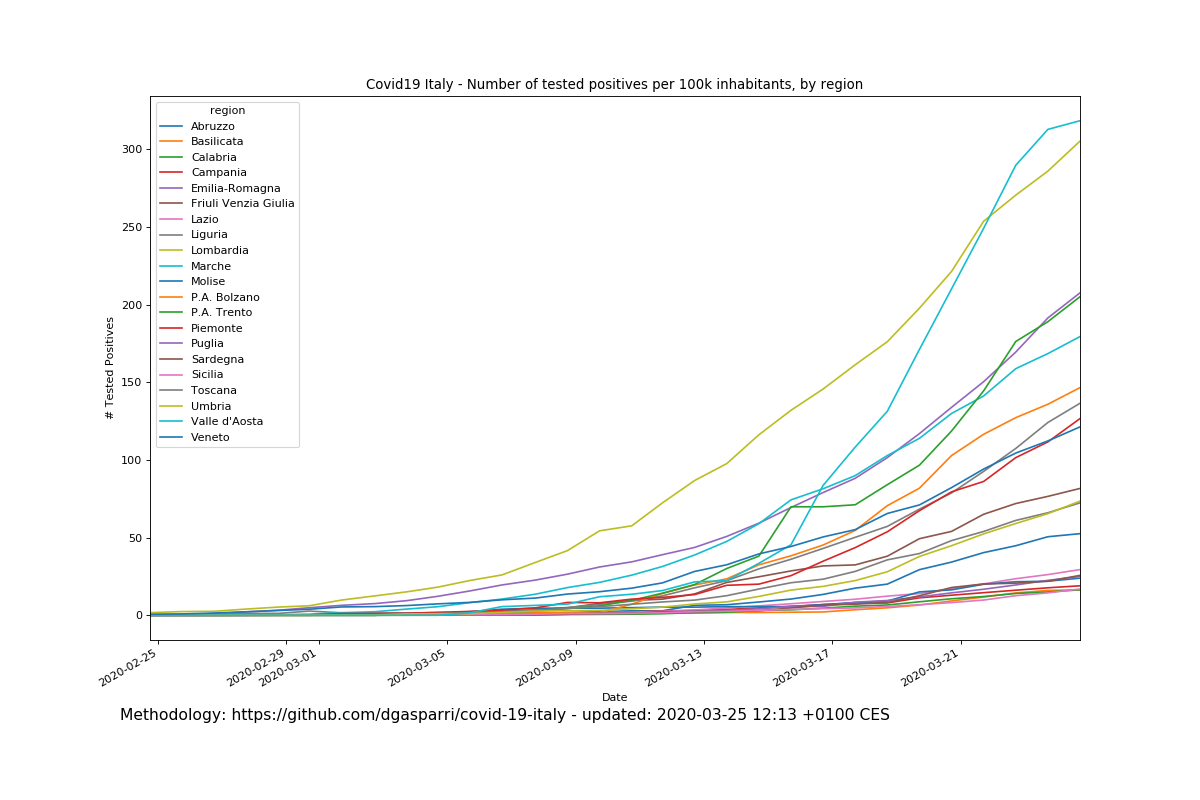 Covid19 Italy - Number of tested positives per 100k inhabitants, by region
region
Abruzzo
Basilicata
Calabria
Campania
Emilia-Romagna
Friuli Venzia Giulia
Lazio
Liguria
Lombardia
Marche
Molise
P.A. Bolzano
P.A. Trento
Piemonte
Puglia
Sardegna
Sicilia
Toscana
Umbria
Valle d'Aosta
Veneto
# Tested Positives
300
250
200
150
100
50
0
2020-02-25
2020-02-29
2020-03-01
2020-03-05
2020-03-09
2020-03-13
2020-03-17
2020-03-21
Date
Methodology: https://github.com/dgasparri/covid-19-italy - updated: 2020-03-25 12:13 +0100 CES